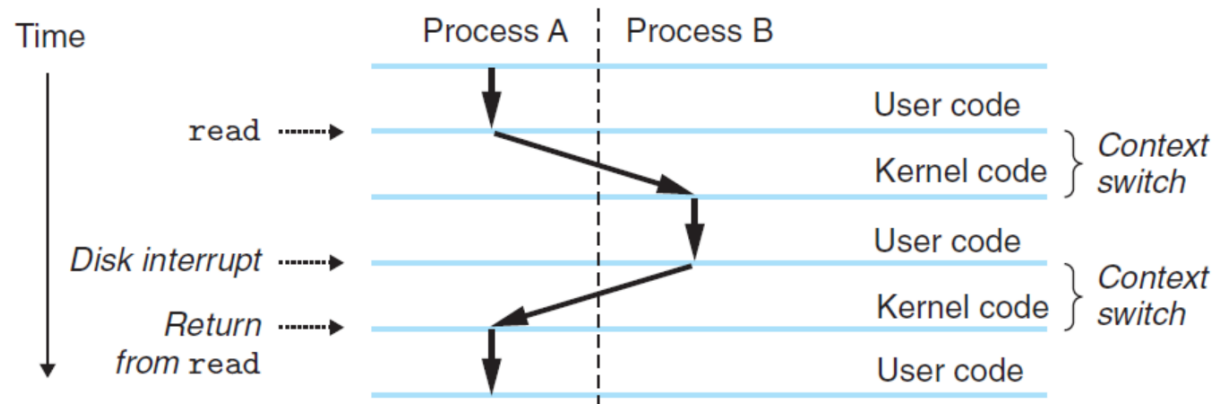 Time
Process A
Process B
User code
read
Context
switch
Kernel code
User code
Disk interrupt
Context
switch
Kernel code
Return
from read
User code